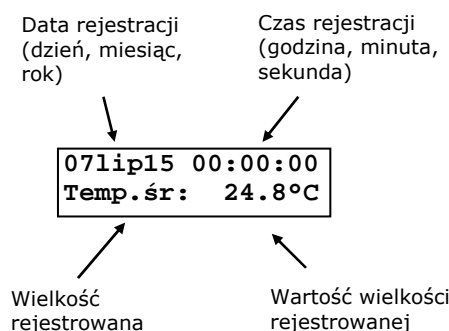 Data rejestracji
(dzień, miesiąc,
rok)
Czas rejestracji
(godzina, minuta,
sekunda)
07lip15 00:00:00
Temp.śr: 24.8°C
Wielkość
rejestrowana
Wartość wielkości
rejestrowanej